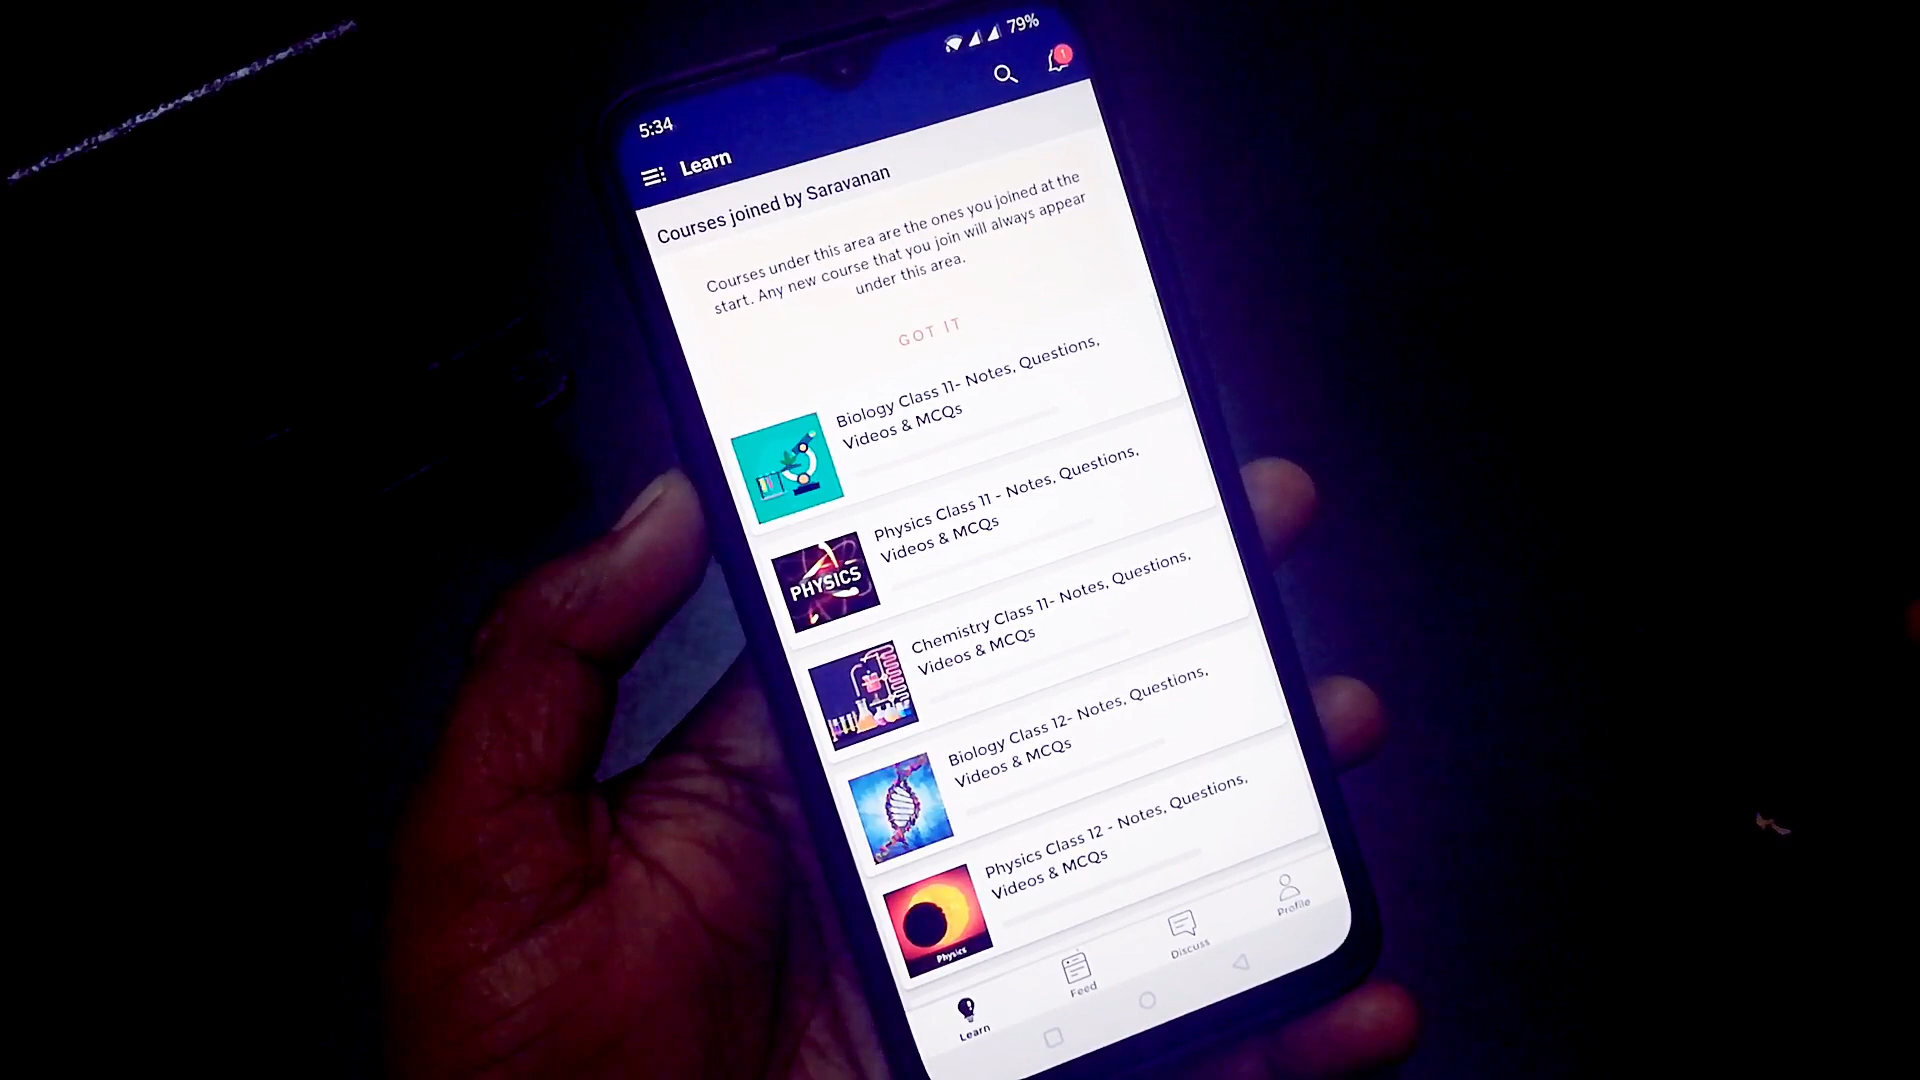 79%
1
5:34
Learn
Courses joined by Saravanan
Courses under this area are the ones you joined at the
start. Any new course that you join will always appear
under this area.
GOT IT
Biology Class 11- Notes, Questions,
Videos & MCQs
PHYSICS
Physics Class 11 - Notes, Questions,
Videos & MCQs
Chemistry Class 11- Notes, Questions,
Videos & MCQs
Biology Class 12- Notes, Questions,
Videos & MCQs
Physics
Physics Class 12 - Notes, Questions,
Videos & MCQs
Learn
Feed
Discuss
Profile